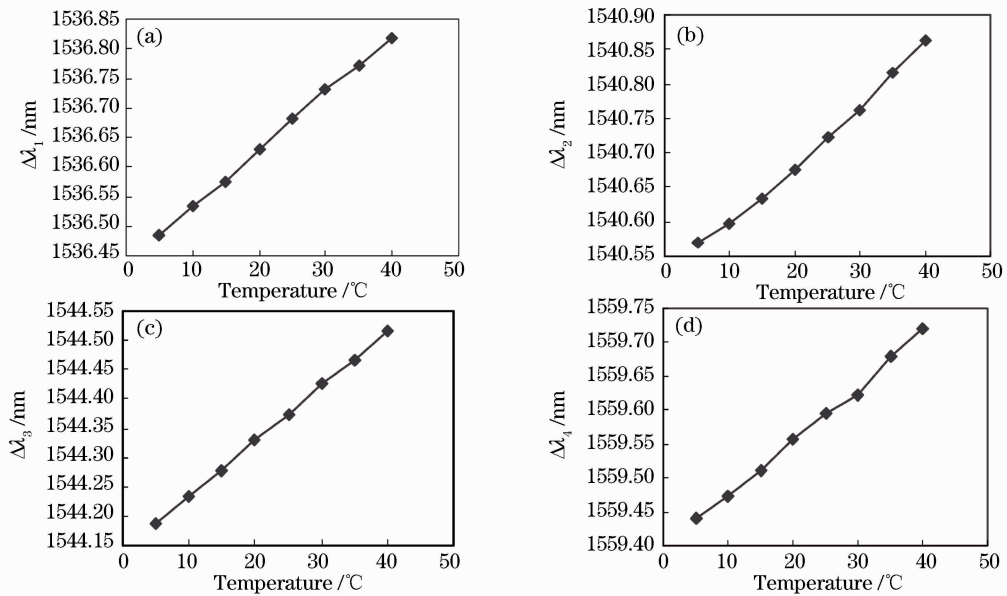 (a)
Δλ₁ /nm
1536.85
1536.80
1536.75
1536.70
1536.65
1536.60
1536.55
1536.50
1536.45
0 10 20 30 40 50
Temperature /℃
(b)
Δλ₂ /nm
1540.90
1540.85
1540.80
1540.75
1540.70
1540.65
1540.60
1540.55
0 10 20 30 40 50
Temperature /℃
(c)
Δλ₃ /nm
1544.55
1544.50
1544.45
1544.40
1544.35
1544.30
1544.25
1544.20
1544.15
0 10 20 30 40 50
Temperature /℃
(d)
Δλ₄ /nm
1559.75
1559.70
1559.65
1559.60
1559.55
1559.50
1559.45
1559.40
0 10 20 30 40 50
Temperature /℃